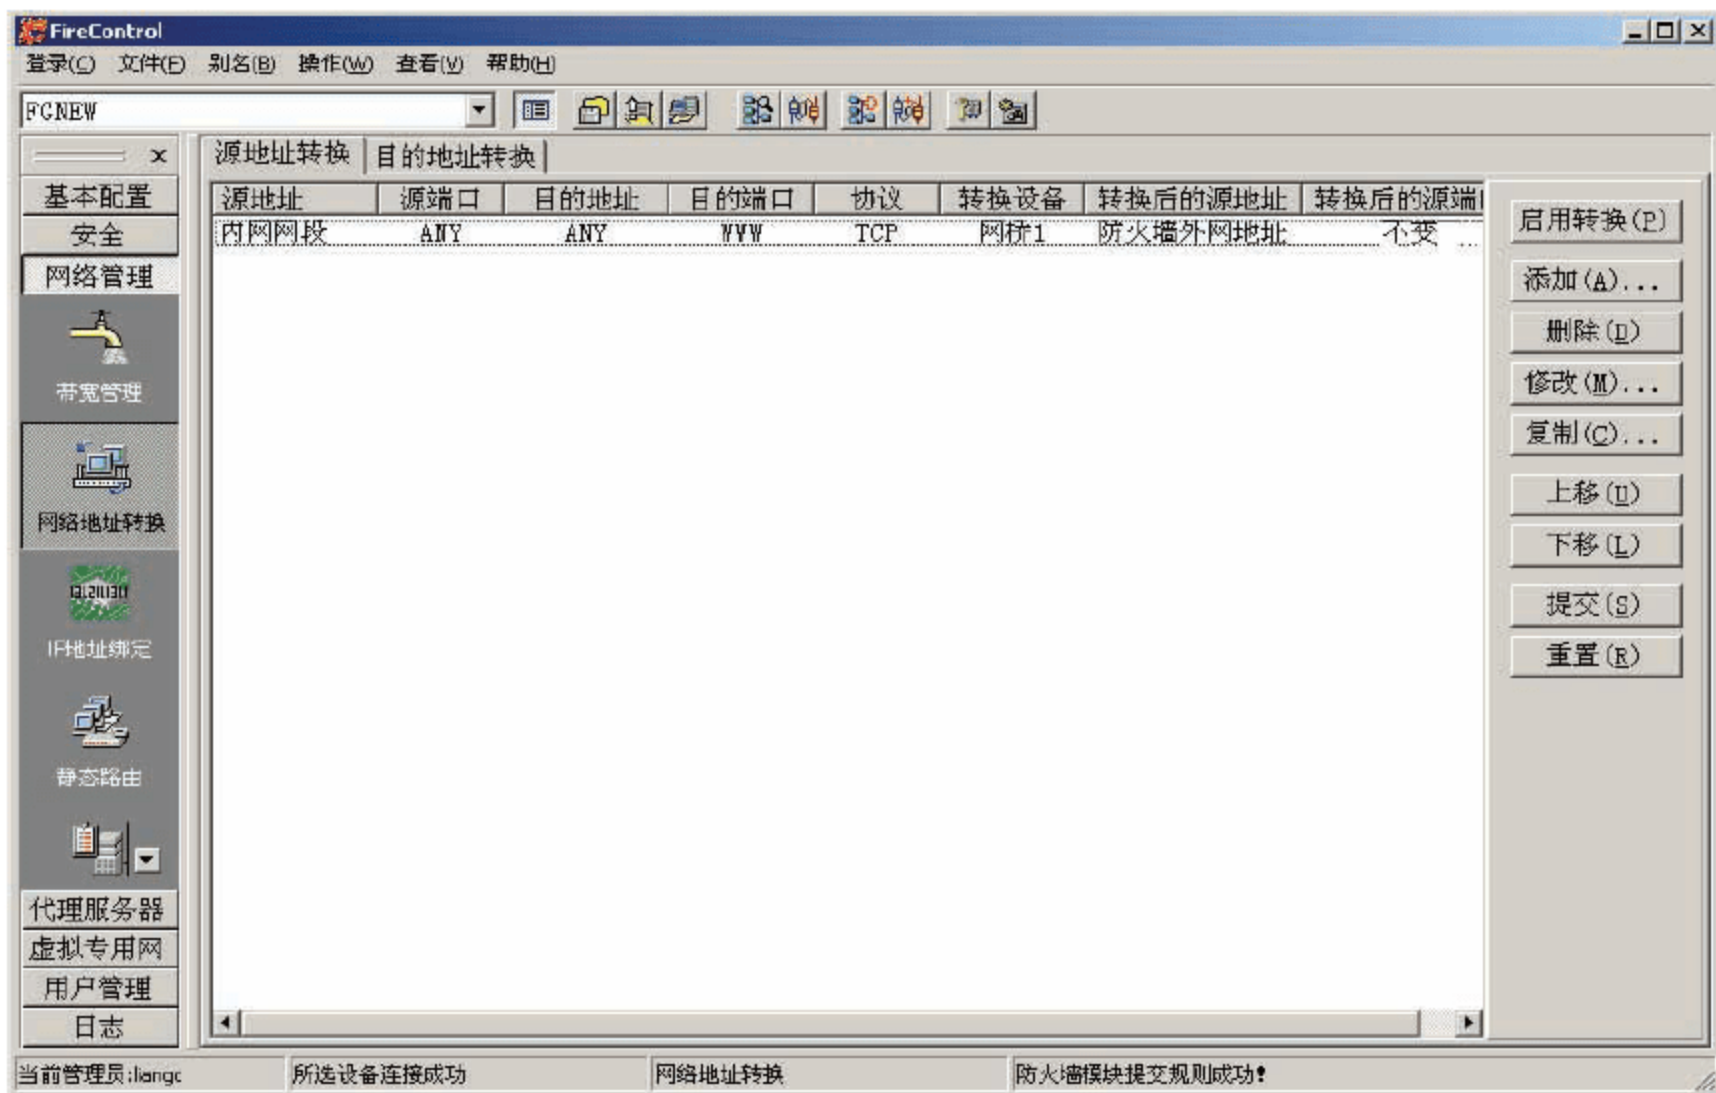 FireControl
登录(C) 文件(F) 别名(B) 操作(W) 查看(V) 帮助(H)
FGNEW
源地址转换 目的地址转换
基本配置
安全
网络管理
带宽管理
网络地址转换
IP地址绑定
静态路由
代理服务器
虚拟专用网
用户管理
日志
源地址 源端口 目的地址 目的端口 协议 转换设备 转换后的源地址 转换后的源端
内网网段 ANY ANY WWW TCP 网桥1 防火墙外网地址 不变 ...
启用转换(P)
添加(A)...
删除(D)
修改(M)...
复制(C)...
上移(U)
下移(L)
提交(S)
重置(R)
当前管理员:liangc 所选设备连接成功 网络地址转换 防火墙模块提交规则成功!